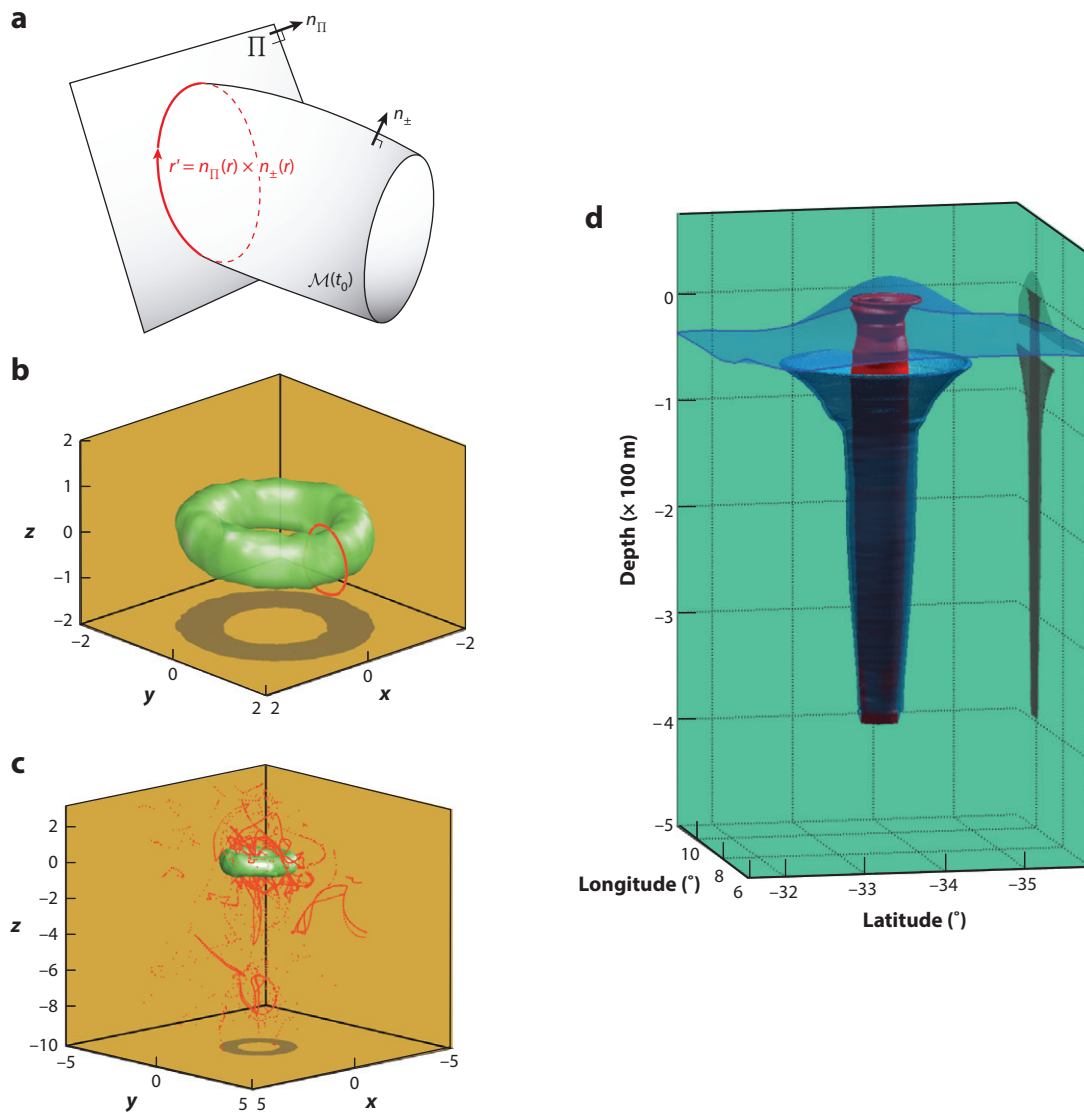 a
n_Π
Π
n_±
r' = n_Π(r) × n_±(r)
ℳ(t_0)
b
2
1
0
−1
−2
z
−2
0
2
y
2
0
−2
x
c
2
0
−2
−4
−6
−8
−10
z
−5
0
5
y
5
0
−5
x
d
0
−1
−2
−3
−4
−5
Depth (× 100 m)
10
8
6
Longitude (°)
−32
−33
−34
−35
Latitude (°)